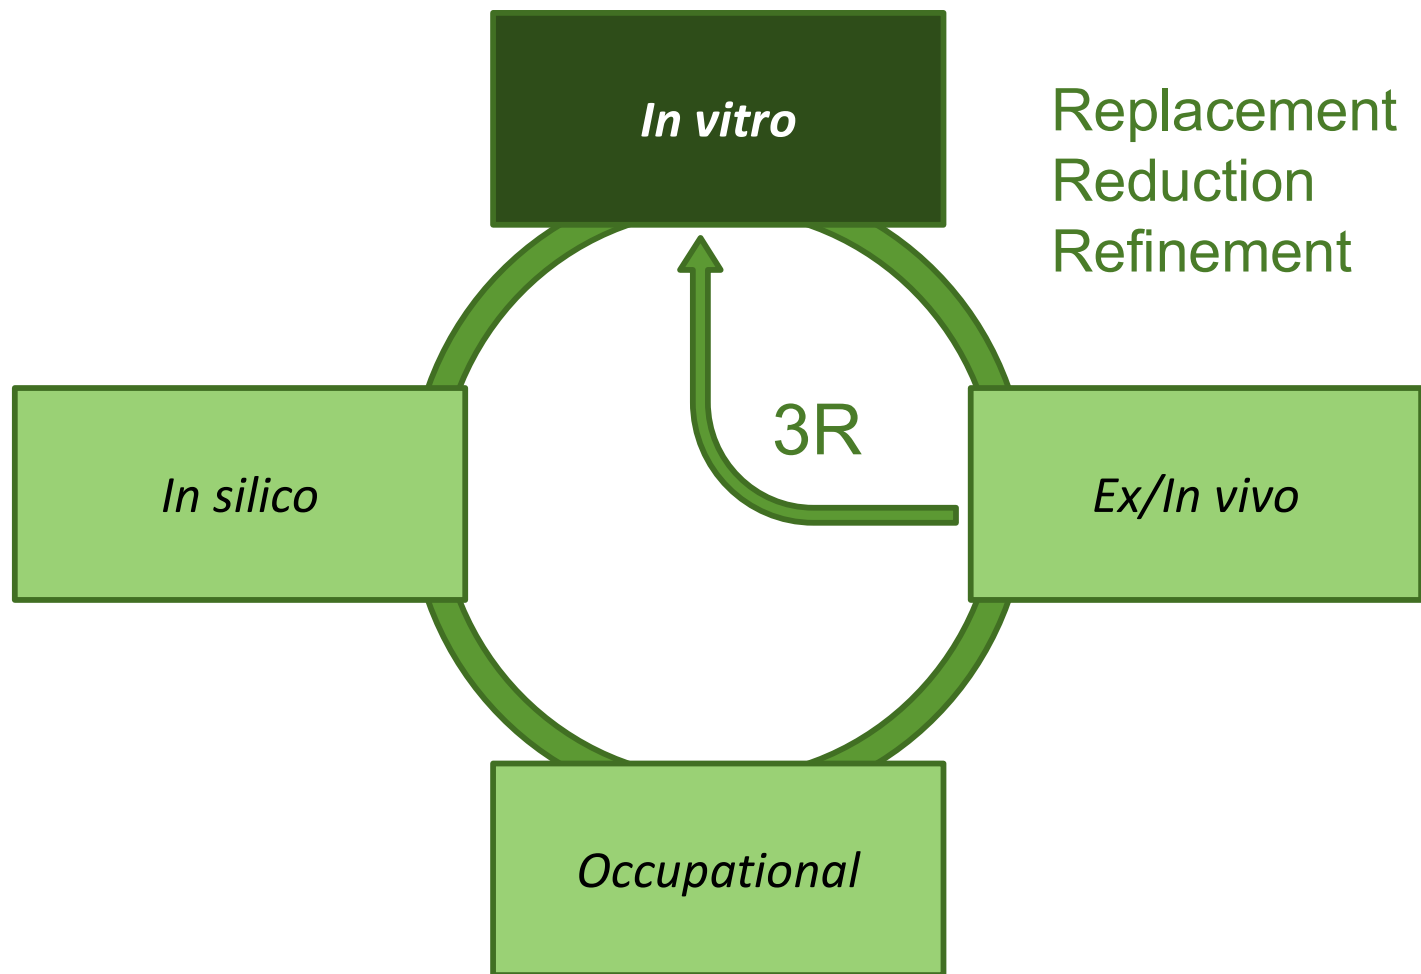 In vitro
Replacement
Reduction
Refinement
3R
In silico
Ex/In vivo
Occupational